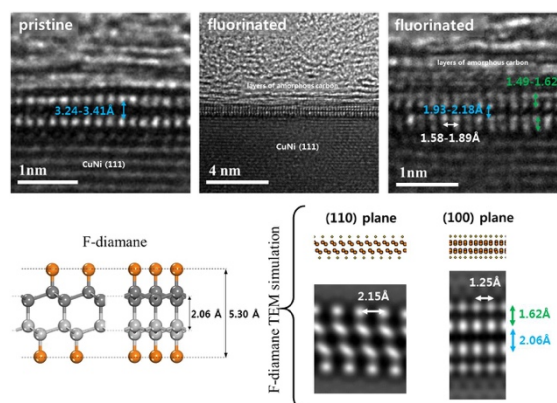 pristine
3.24-3.41Å
CuNi (111)
1nm
fluorinated
layers of amorphous carbon
CuNi (111)
4 nm
fluorinated
layers of amorphous carbon
1.49-1.62
1.93-2.18Å
1.58-1.89Å
1nm
F-diamane
2.06 Å
5.30 Å
F-diamane TEM simulation
(110) plane
2.15Å
(100) plane
1.25Å
1.62Å
2.06Å